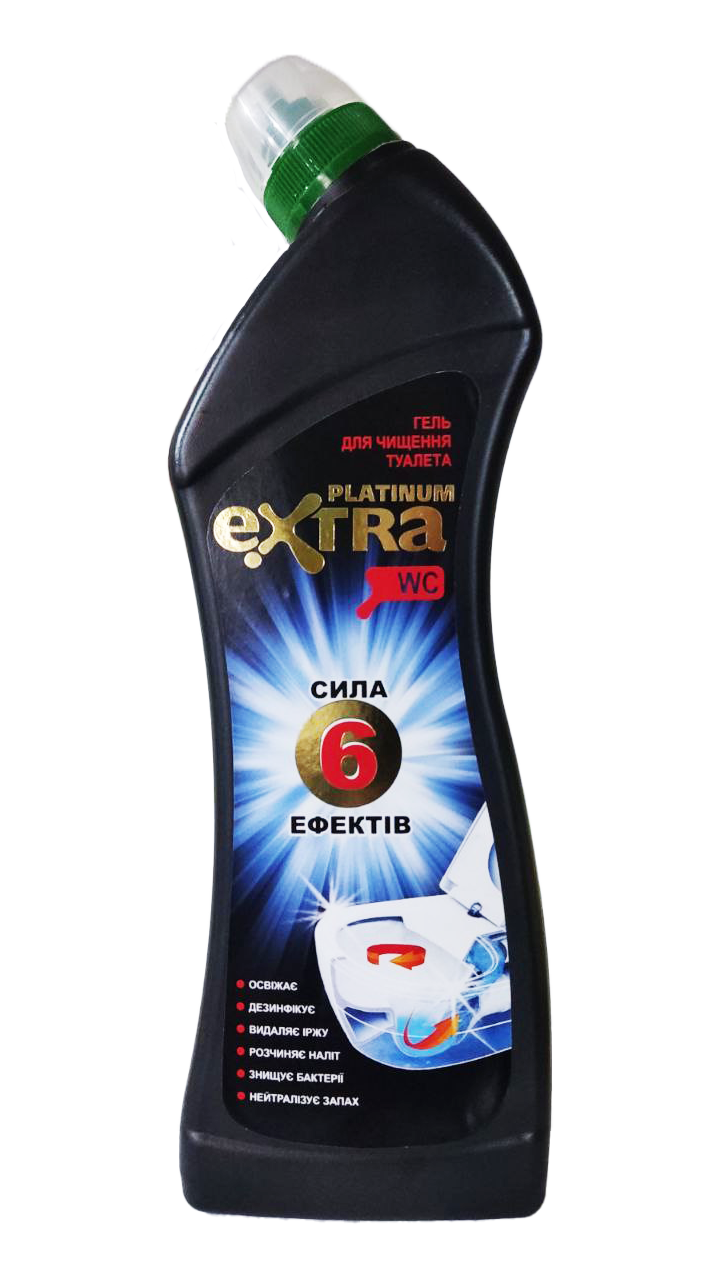 ГЕЛЬ
ДЛЯ ЧИЩЕННЯ
ТУАЛЕТА
PLATINUM
eXTRa
WC
СИЛА
6
ЕФЕКТІВ
ОСВІЖАЄ
ДЕЗИНФІКУЄ
ВИДАЛЯЄ ІРЖУ
РОЗЧИНЯЄ НАЛІТ
ЗНИЩУЄ БАКТЕРІЇ
НЕЙТРАЛІЗУЄ ЗАПАХ